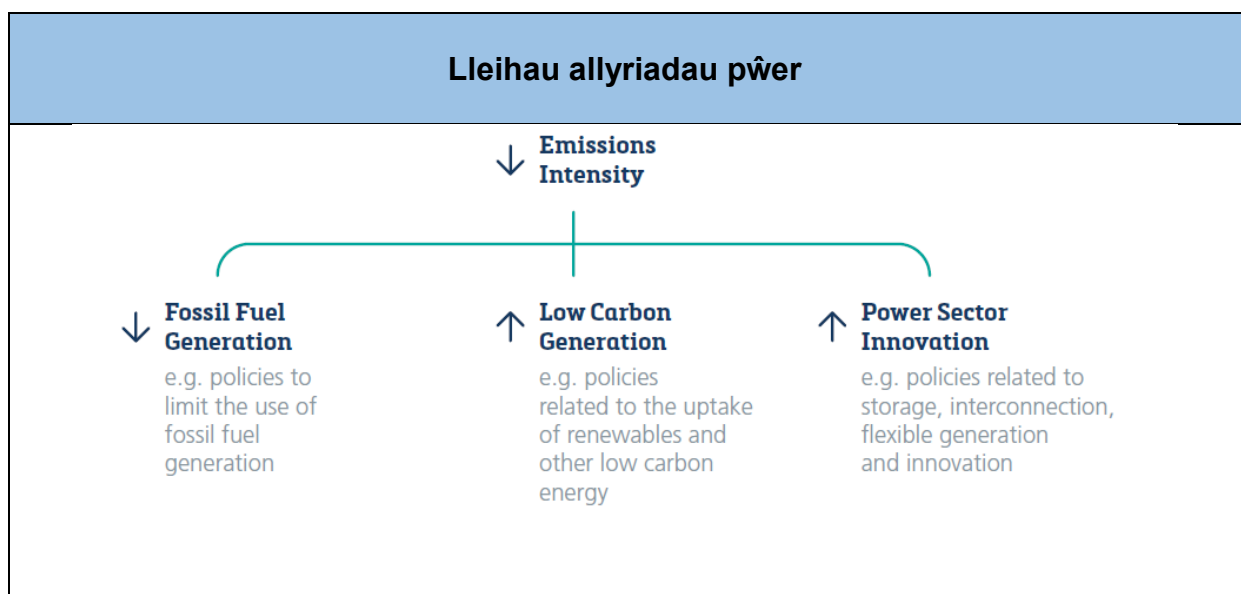 Lleihau allyriadau pŵer
Emissions
Intensity
Fossil Fuel
Generation
e.g. policies to
limit the use of
fossil fuel
generation
Low Carbon
Generation
e.g. policies
related to the uptake
of renewables and
other low carbon
energy
Power Sector
Innovation
e.g. policies related to
storage, interconnection,
flexible generation
and innovation